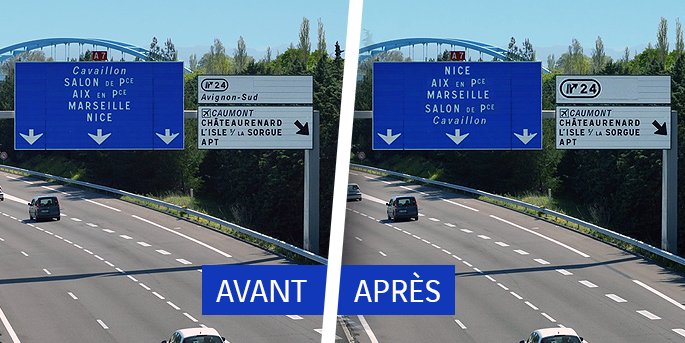 A7
Cavaillon
SALON DE PCE
AIX EN PCE
MARSEILLE
NICE
24
Avignon-Sud
CAUMONT
CHÂTEAURENARD
L'ISLE S/ LA SORGUE
APT
AVANT
A7
NICE
AIX EN PCE
MARSEILLE
SALON DE PCE
Cavaillon
24
CAUMONT
CHÂTEAURENARD
L'ISLE S/ LA SORGUE
APT
APRÈS